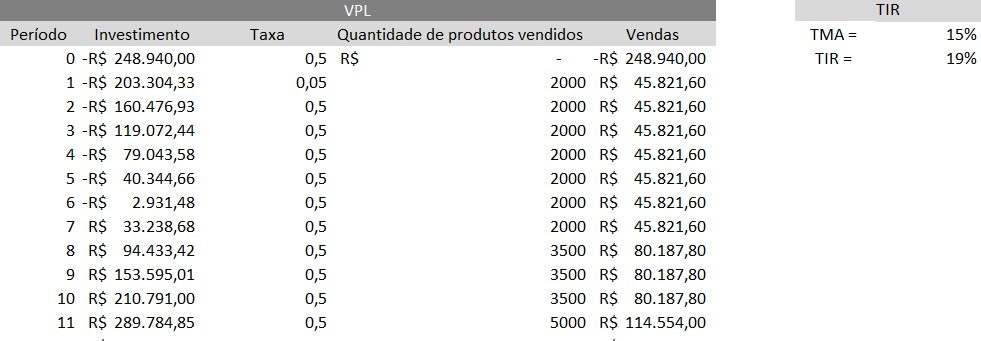 VPL TIR
Período Investimento Taxa Quantidade de produtos vendidos Vendas TMA = 15%
0 -R$ 248.940,00 0,5 R$ - -R$ 248.940,00 TIR = 19%
1 -R$ 203.304,33 0,05 2000 R$ 45.821,60
2 -R$ 160.476,93 0,5 2000 R$ 45.821,60
3 -R$ 119.072,44 0,5 2000 R$ 45.821,60
4 -R$ 79.043,58 0,5 2000 R$ 45.821,60
5 -R$ 40.344,66 0,5 2000 R$ 45.821,60
6 -R$ 2.931,48 0,5 2000 R$ 45.821,60
7 R$ 33.238,68 0,5 2000 R$ 45.821,60
8 R$ 94.433,42 0,5 3500 R$ 80.187,80
9 R$ 153.595,01 0,5 3500 R$ 80.187,80
10 R$ 210.791,00 0,5 3500 R$ 80.187,80
11 R$ 289.784,85 0,5 5000 R$ 114.554,00